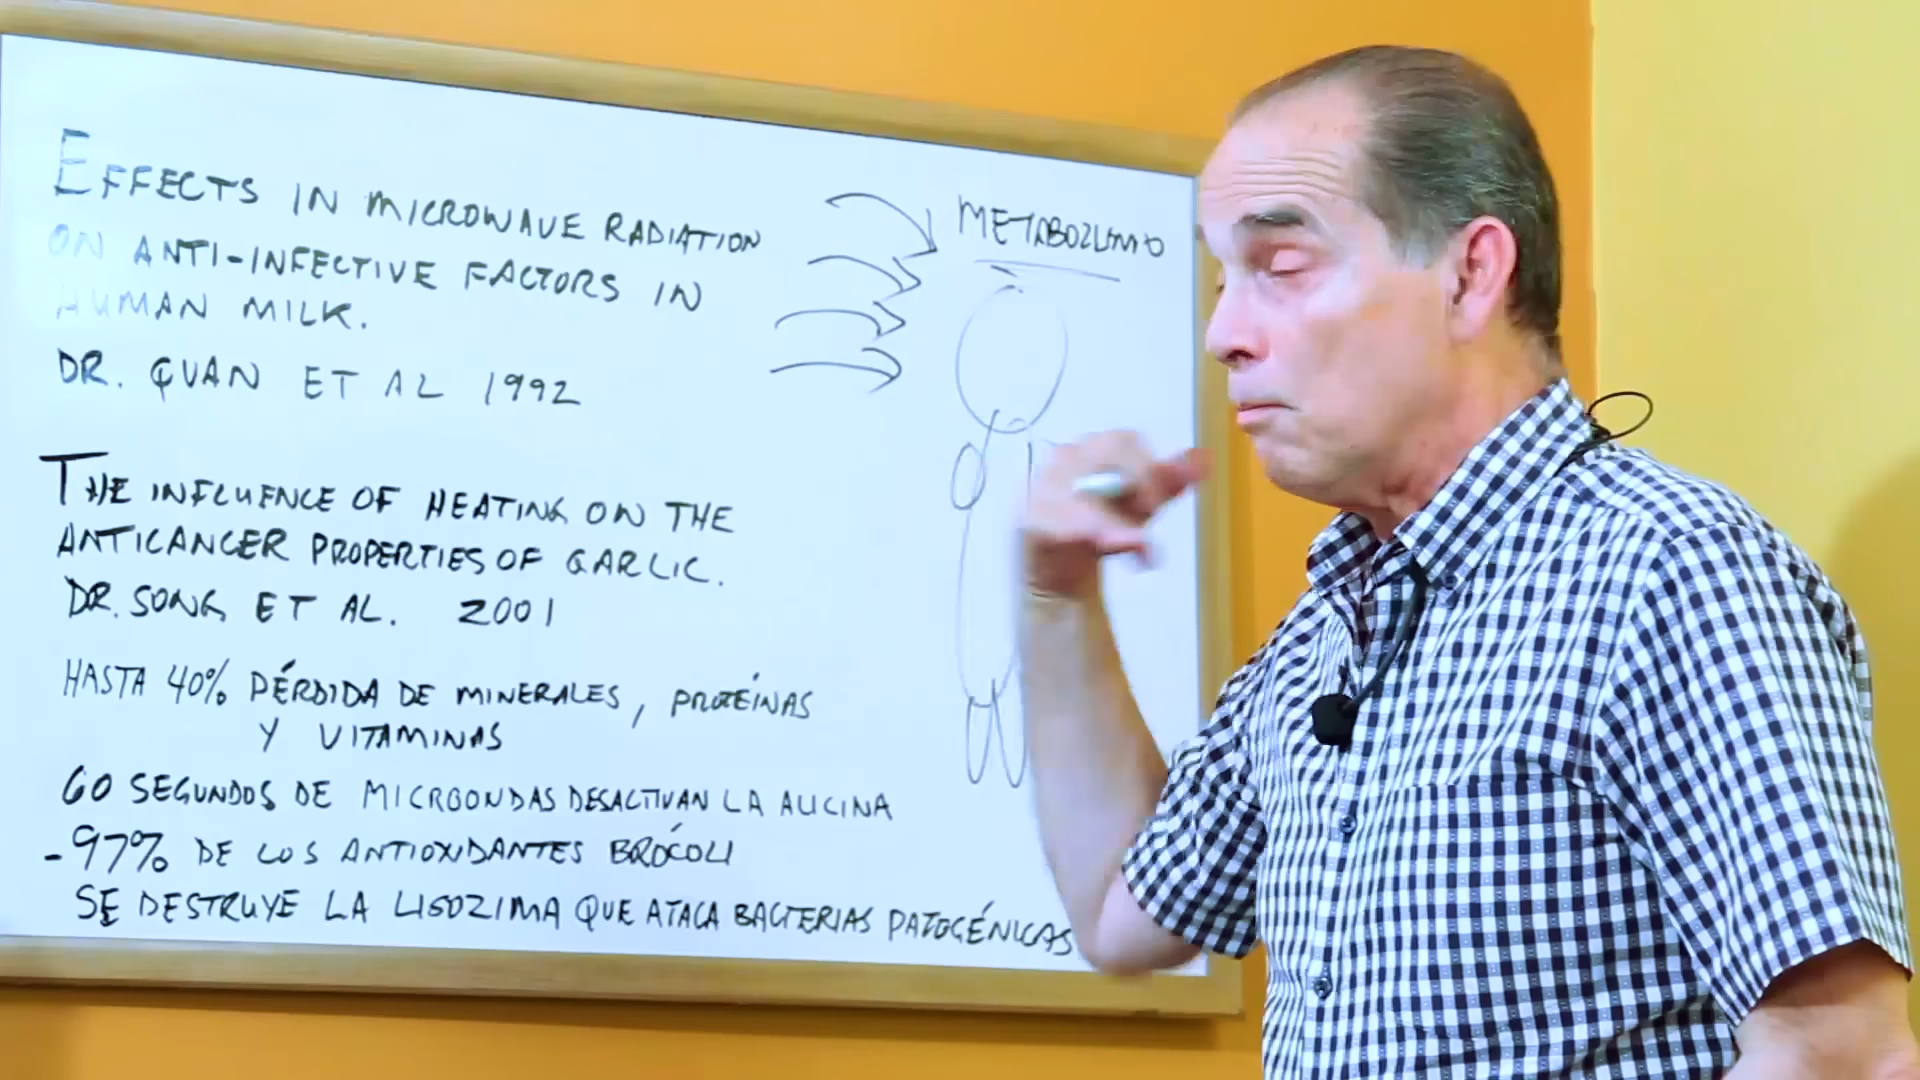 EFFECTS IN MICROWAVE RADIATION
ON ANTI-INFECTIVE FACTORS IN
HUMAN MILK.
DR. QUAN ET AL 1992
THE INFLUENCE OF HEATING ON THE
ANTICANCER PROPERTIES OF GARLIC.
DR. SONG ET AL. 2001
HASTA 40% PÉRDIDA DE MINERALES, PROTEÍNAS
Y VITAMINAS
60 SEGUNDOS DE MICROONDAS DESACTIVAN LA ALICINA
-97% DE LOS ANTIOXIDANTES BRÓCOLI
SE DESTRUYE LA LISOZIMA QUE ATACA BACTERIAS PATOGÉNICAS
METABOLISMO